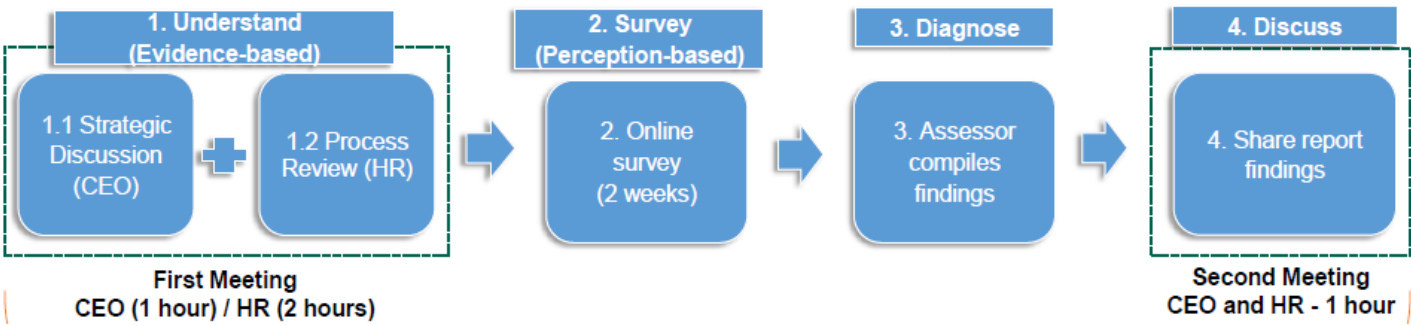 1. Understand
(Evidence-based)
1.1 Strategic
Discussion
(CEO)
1.2 Process
Review (HR)
First Meeting
CEO (1 hour) / HR (2 hours)
2. Survey
(Perception-based)
2. Online
survey
(2 weeks)
3. Diagnose
3. Assessor
compiles
findings
4. Discuss
4. Share report
findings
Second Meeting
CEO and HR - 1 hour